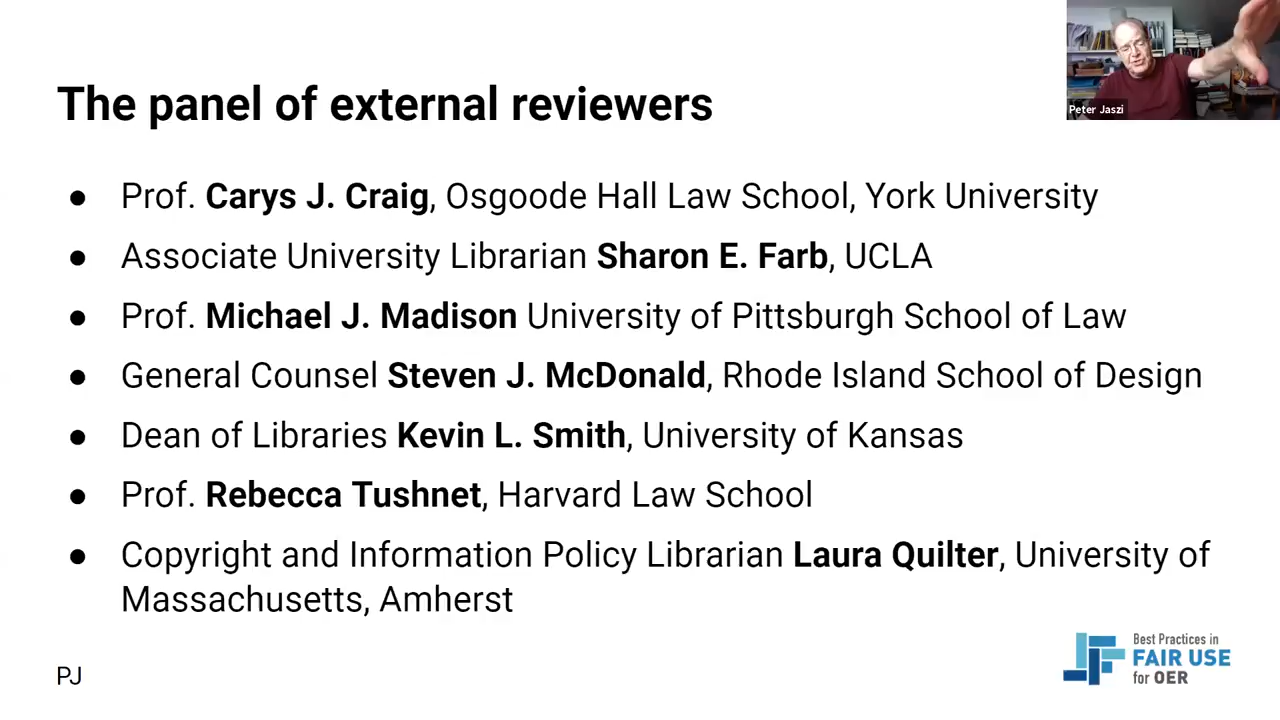 Peter Jaszi
The panel of external reviewers
● Prof. Carys J. Craig, Osgoode Hall Law School, York University
● Associate University Librarian Sharon E. Farb, UCLA
● Prof. Michael J. Madison University of Pittsburgh School of Law
● General Counsel Steven J. McDonald, Rhode Island School of Design
● Dean of Libraries Kevin L. Smith, University of Kansas
● Prof. Rebecca Tushnet, Harvard Law School
● Copyright and Information Policy Librarian Laura Quilter, University of
Massachusetts, Amherst
PJ
Best Practices in
FAIR USE
for OER